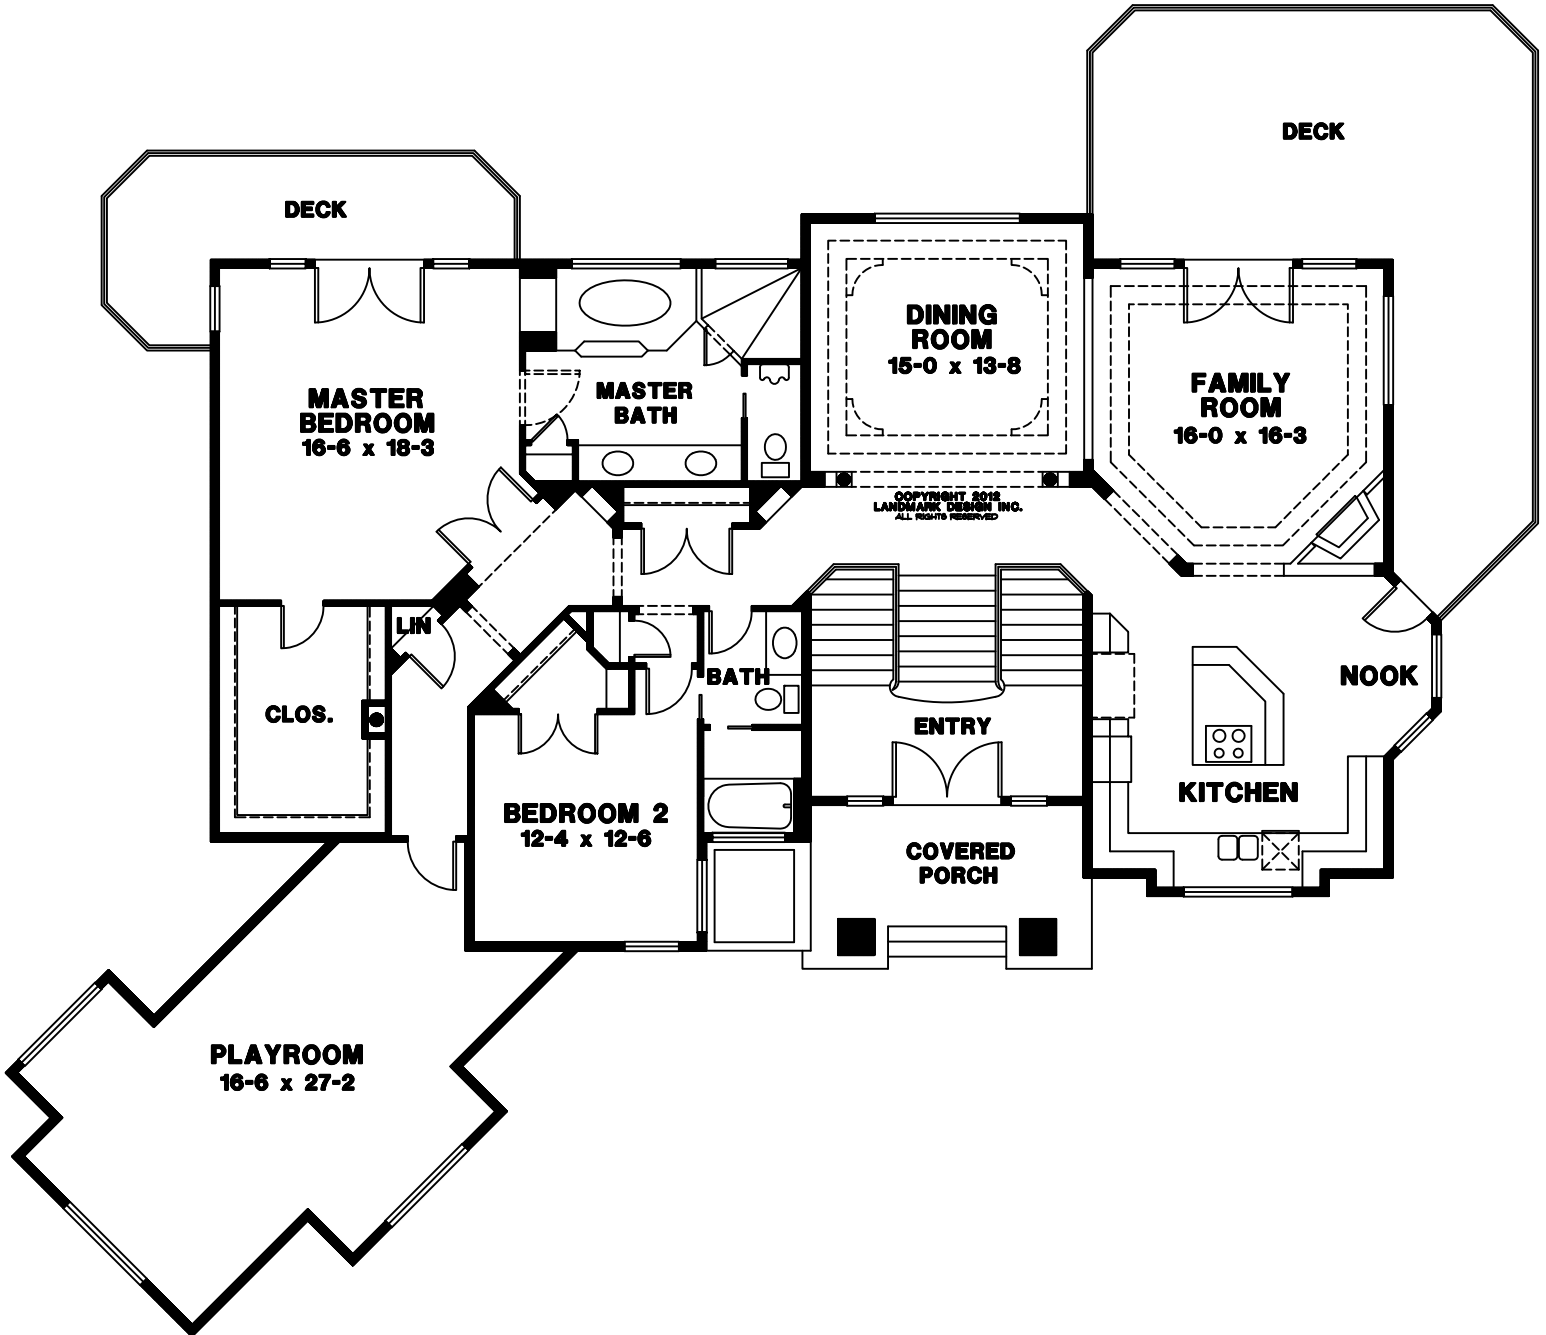 DECK
DECK
DINING
ROOM
15-0 x 13-8
FAMILY
ROOM
16-0 x 16-3
MASTER
BEDROOM
16-6 x 18-3
MASTER
BATH
COPYRIGHT 2012
LANDMARK DESIGN INC.
ALL RIGHTS RESERVED
LIN
CLOS.
BATH
NOOK
ENTRY
KITCHEN
BEDROOM 2
12-4 x 12-6
COVERED
PORCH
PLAYROOM
16-6 x 27-2